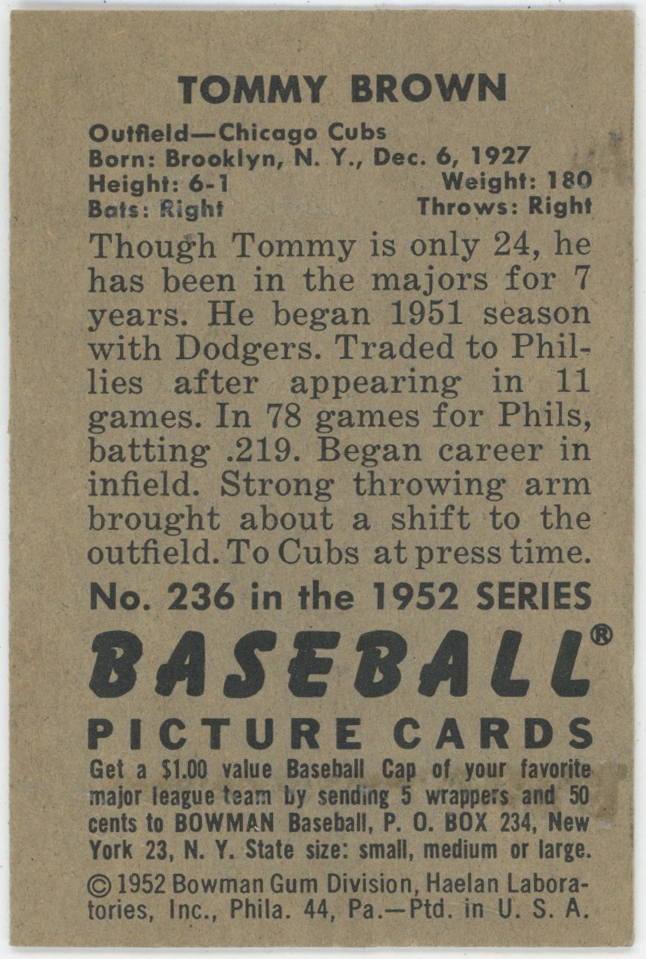 TOMMY BROWN
Outfield—Chicago Cubs
Born: Brooklyn, N. Y., Dec. 6, 1927
Height: 6-1 Weight: 180
Bats: Right Throws: Right
Though Tommy is only 24, he
has been in the majors for 7
years. He began 1951 season
with Dodgers. Traded to Phil-
lies after appearing in 11
games. In 78 games for Phils,
batting .219. Began career in
infield. Strong throwing arm
brought about a shift to the
outfield. To Cubs at press time.
No. 236 in the 1952 SERIES
BASEBALL®
PICTURE CARDS
Get a $1.00 value Baseball Cap of your favorite
major league team by sending 5 wrappers and 50
cents to BOWMAN Baseball, P. O. BOX 234, New
York 23, N. Y. State size: small, medium or large.
© 1952 Bowman Gum Division, Haelan Labora-
tories, Inc., Phila. 44, Pa.—Ptd. in U. S. A.